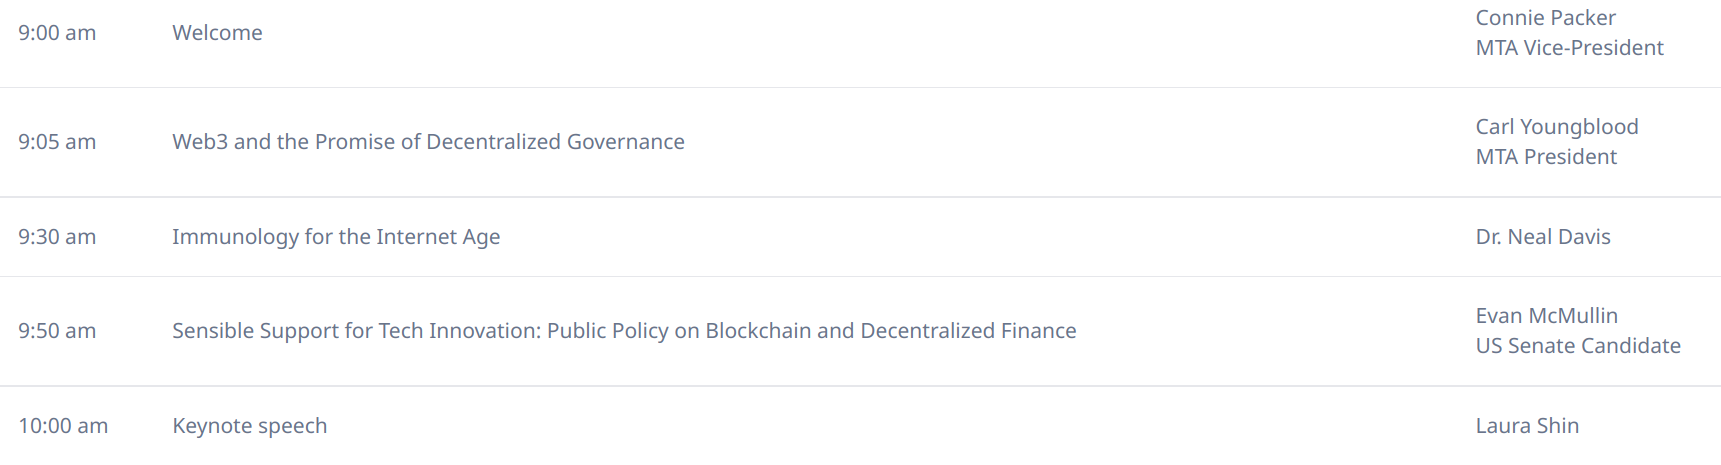 9:00 am Welcome Connie Packer
MTA Vice-President
9:05 am Web3 and the Promise of Decentralized Governance Carl Youngblood
MTA President
9:30 am Immunology for the Internet Age Dr. Neal Davis
9:50 am Sensible Support for Tech Innovation: Public Policy on Blockchain and Decentralized Finance Evan McMullin
US Senate Candidate
10:00 am Keynote speech Laura Shin